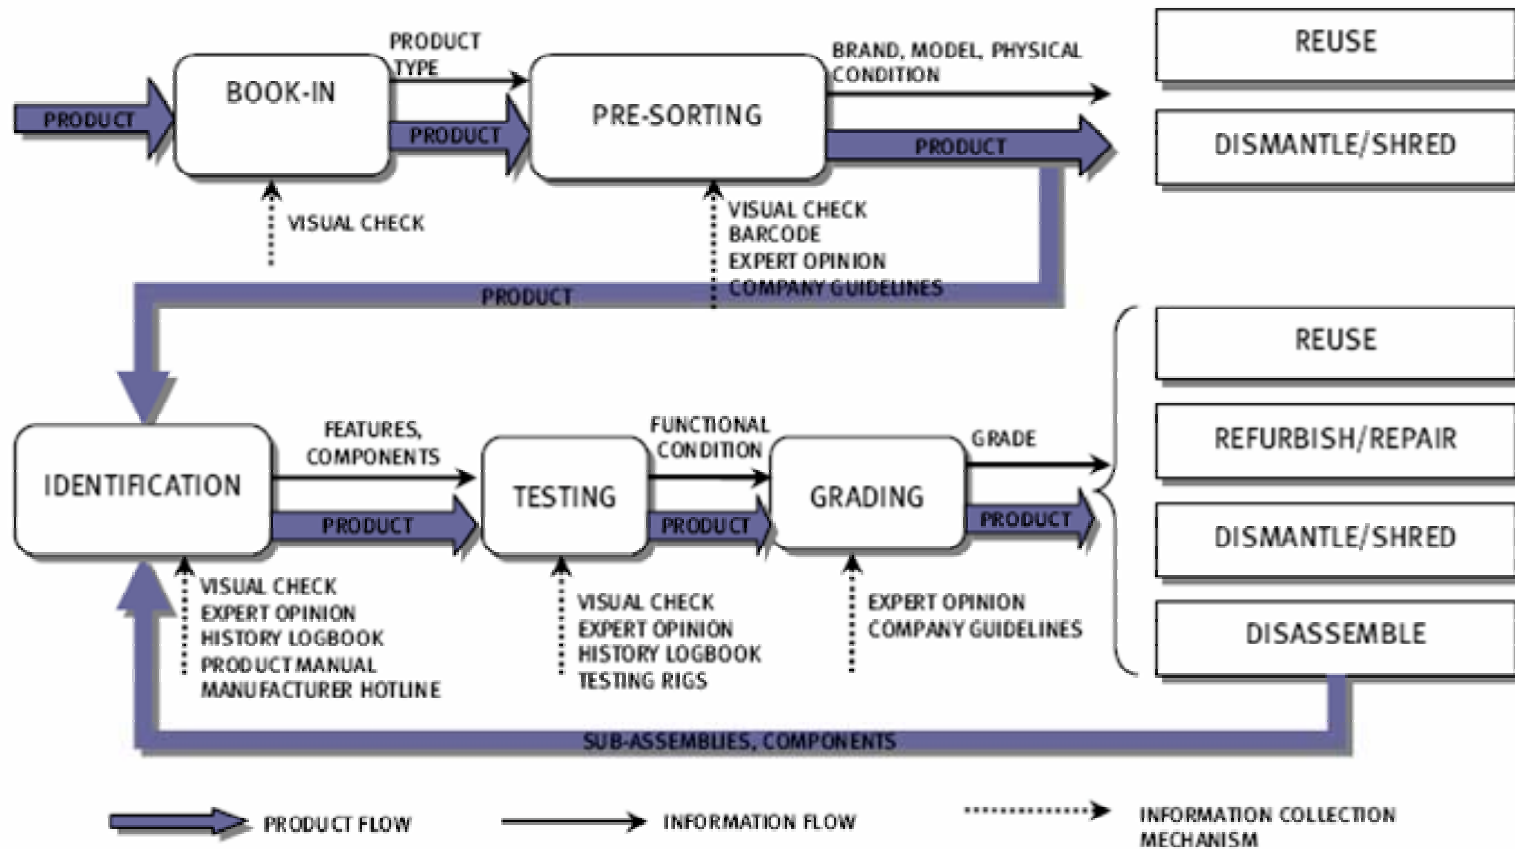 PRODUCT
BOOK-IN
PRODUCT
TYPE
PRODUCT
PRE-SORTING
BRAND, MODEL, PHYSICAL
CONDITION
PRODUCT
REUSE
DISMANTLE/SHRED
VISUAL CHECK
VISUAL CHECK
BARCODE
EXPERT OPINION
COMPANY GUIDELINES
PRODUCT
IDENTIFICATION
FEATURES,
COMPONENTS
PRODUCT
TESTING
FUNCTIONAL
CONDITION
PRODUCT
GRADING
GRADE
PRODUCT
REUSE
REFURBISH/REPAIR
DISMANTLE/SHRED
DISASSEMBLE
VISUAL CHECK
EXPERT OPINION
HISTORY LOGBOOK
PRODUCT MANUAL
MANUFACTURER HOTLINE
VISUAL CHECK
EXPERT OPINION
HISTORY LOGBOOK
TESTING RIGS
EXPERT OPINION
COMPANY GUIDELINES
SUB-ASSEMBLIES, COMPONENTS
PRODUCT FLOW
INFORMATION FLOW
INFORMATION COLLECTION
MECHANISM